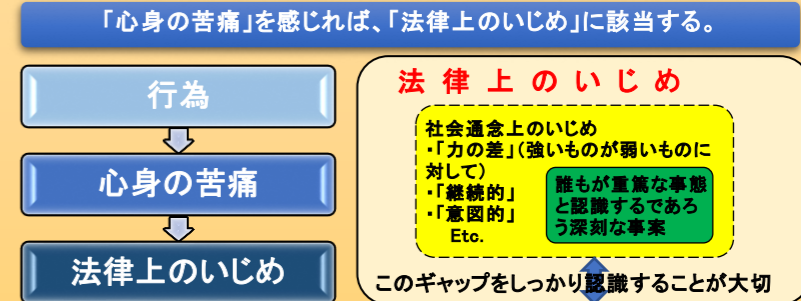 「心身の苦痛」を感じれば、「法律上のいじめ」に該当する。
行為
心身の苦痛
法律上のいじめ
法律上のいじめ
社会通念上のいじめ
・「力の差」(強いものが弱いものに
対して)
・「継続的」
・「意図的」
Etc.
誰もが重篤な事態
と認識するであろ
う深刻な事案
このギャップをしっかり認識することが大切